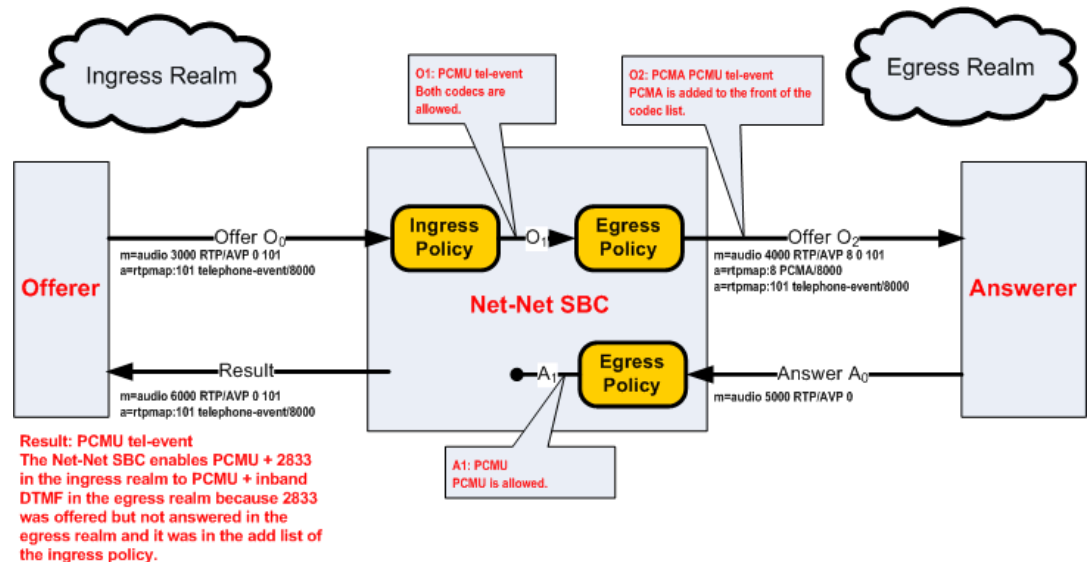 Ingress Realm
Egress Realm
O1: PCMU tel-event
Both codecs are
allowed.
O2: PCMA PCMU tel-event
PCMA is added to the front of the
codec list.
Offerer
Offer O0
m=audio 3000 RTP/AVP 0 101
a=rtpmap:101 telephone-event/8000
Ingress
Policy
O1
Egress
Policy
Offer O2
m=audio 4000 RTP/AVP 8 0 101
a=rtpmap:8 PCMA/8000
a=rtpmap:101 telephone-event/8000
Answerer
Net-Net SBC
Result
m=audio 6000 RTP/AVP 0 101
a=rtpmap:101 telephone-event/8000
A1
Egress
Policy
Answer A0
m=audio 5000 RTP/AVP 0
A1: PCMU
PCMU is allowed.
Result: PCMU tel-event
The Net-Net SBC enables PCMU + 2833
in the ingress realm to PCMU + inband
DTMF in the egress realm because 2833
was offered but not answered in the
egress realm and it was in the add list of
the ingress policy.